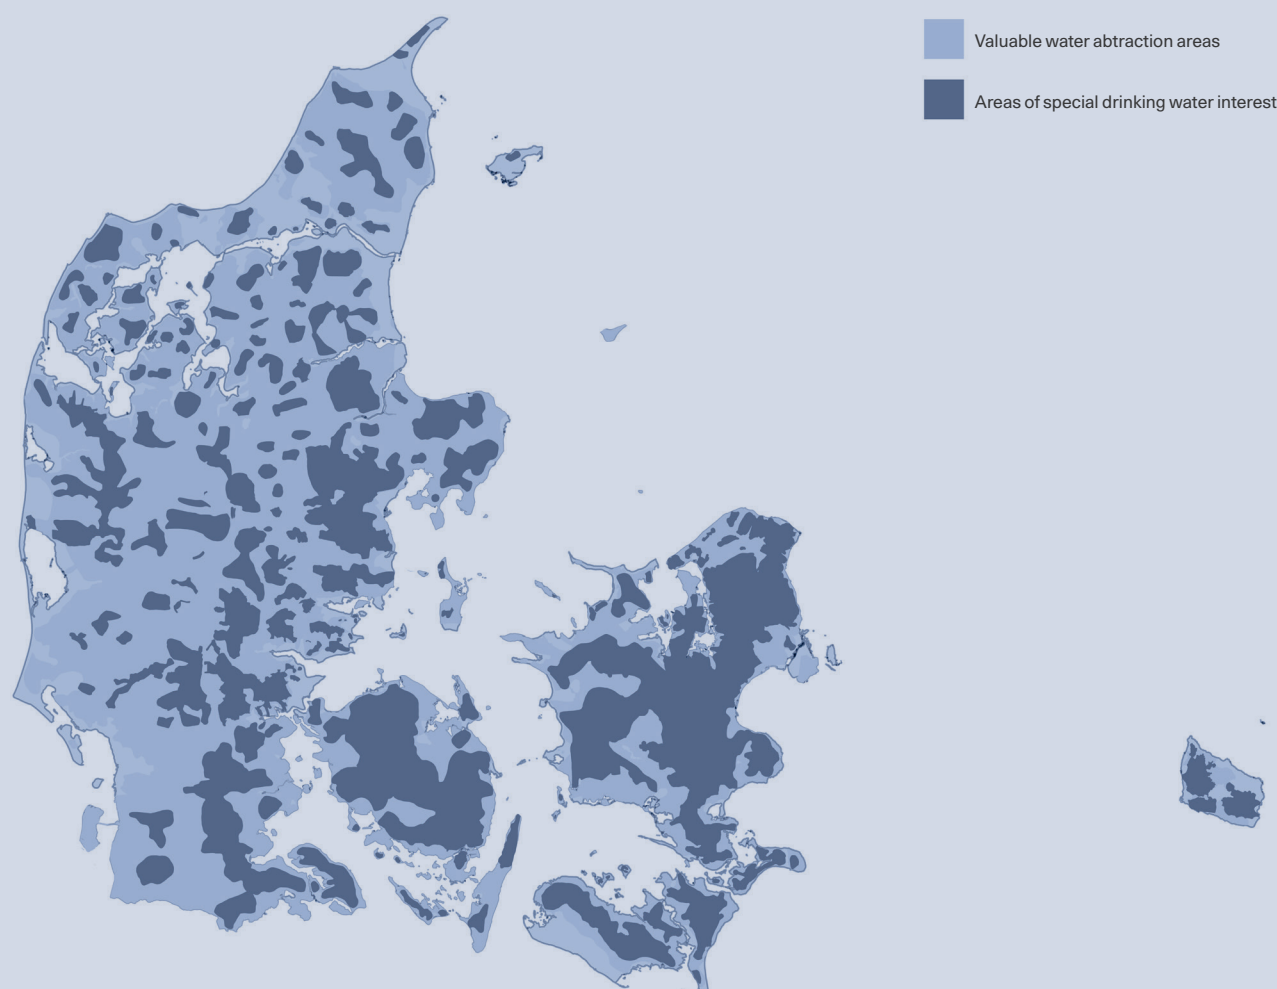 Valuable water abtraction areas
Areas of special drinking water interest